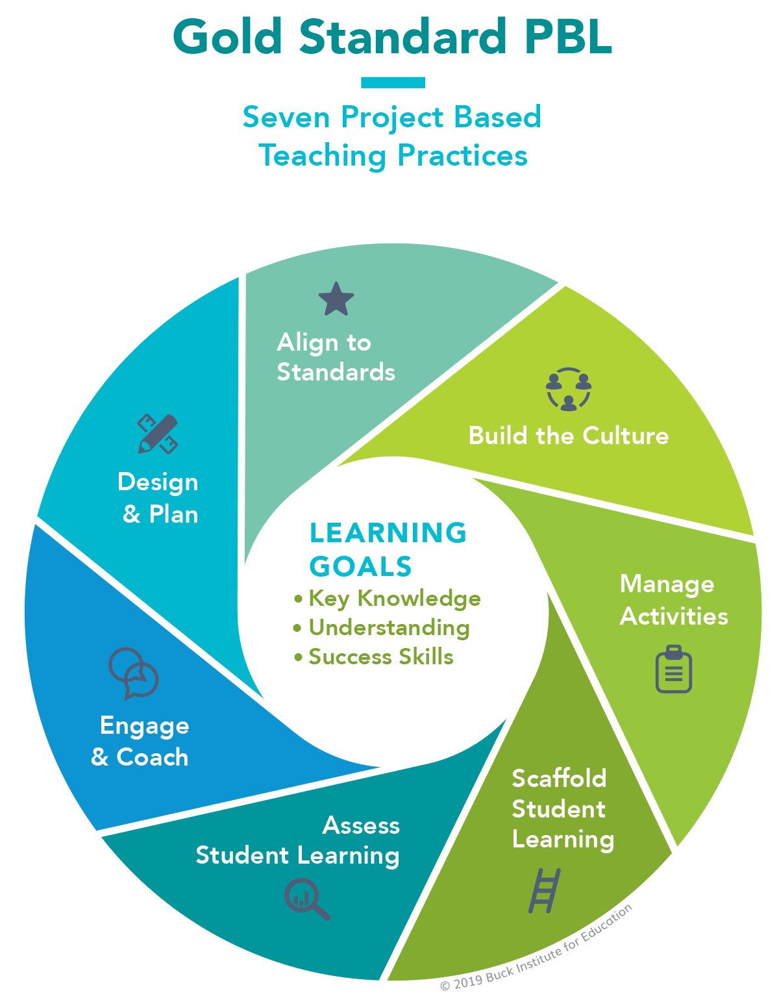 Gold Standard PBL
Seven Project Based
Teaching Practices
Align to
Standards
Build the Culture
Manage
Activities
Scaffold
Student
Learning
Assess
Student Learning
Engage
& Coach
Design
& Plan
LEARNING
GOALS
• Key Knowledge
• Understanding
• Success Skills
© 2019 Buck Institute for Education